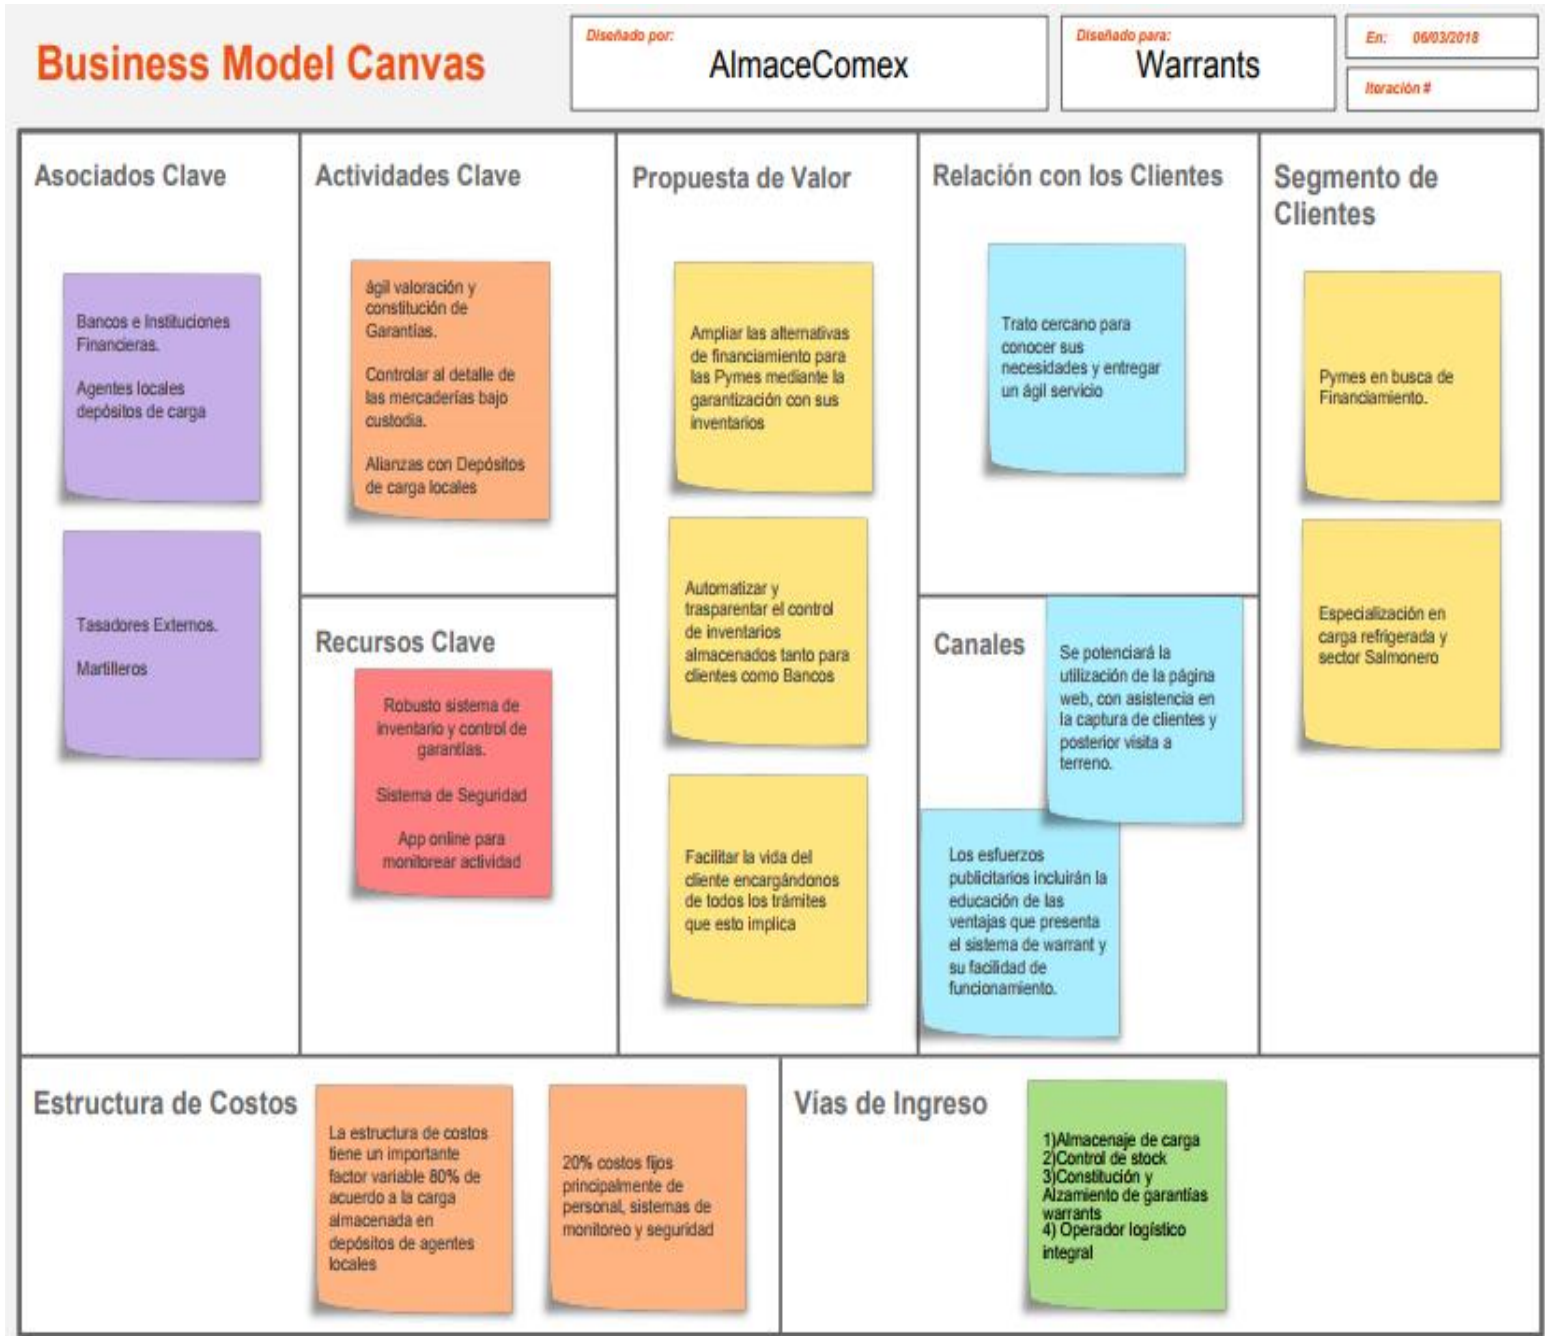 Business Model Canvas
Diseñado por:
AlmaceComex
Diseñado para:
Warrants
En: 06/03/2018
Iteración #
Asociados Clave
Bancos e Instituciones
Financieras.
Agentes locales
depósitos de carga
Tasadores Externos.
Martilleros
Actividades Clave
ágil valoración y
constitución de
Garantías.
Controlar al detalle de
las mercaderías bajo
custodia.
Alianzas con Depósitos
de carga locales
Recursos Clave
Robusto sistema de
inventario y control de
garantías.
Sistema de Seguridad
App online para
monitorear actividad
Propuesta de Valor
Ampliar las alternativas
de financiamiento para
las Pymes mediante la
garantización con sus
inventarios
Automatizar y
trasparentar el control
de inventarios
almacenados tanto para
clientes como Bancos
Facilitar la vida del
cliente encargándonos
de todos los trámites
que esto implica
Relación con los Clientes
Trato cercano para
conocer sus
necesidades y entregar
un ágil servicio
Canales
Se potenciará la
utilización de la página
web, con asistencia en
la captura de clientes y
posterior visita a
terreno.
Los esfuerzos
publicitarios incluirán la
educación de las
ventajas que presenta
el sistema de warrant y
su facilidad de
funcionamiento.
Segmento de
Clientes
Pymes en busca de
Financiamiento.
Especialización en
carga refrigerada y
sector Salmonero
Estructura de Costos
La estructura de costos
tiene un importante
factor variable 80% de
acuerdo a la carga
almacenada en
depósitos de agentes
locales
20% costos fijos
principalmente de
personal, sistemas de
monitoreo y seguridad
Vías de Ingreso
1)Almacenaje de carga
2)Control de stock
3)Constitución y
Alzamiento de garantías
warrants
4) Operador logístico
integral